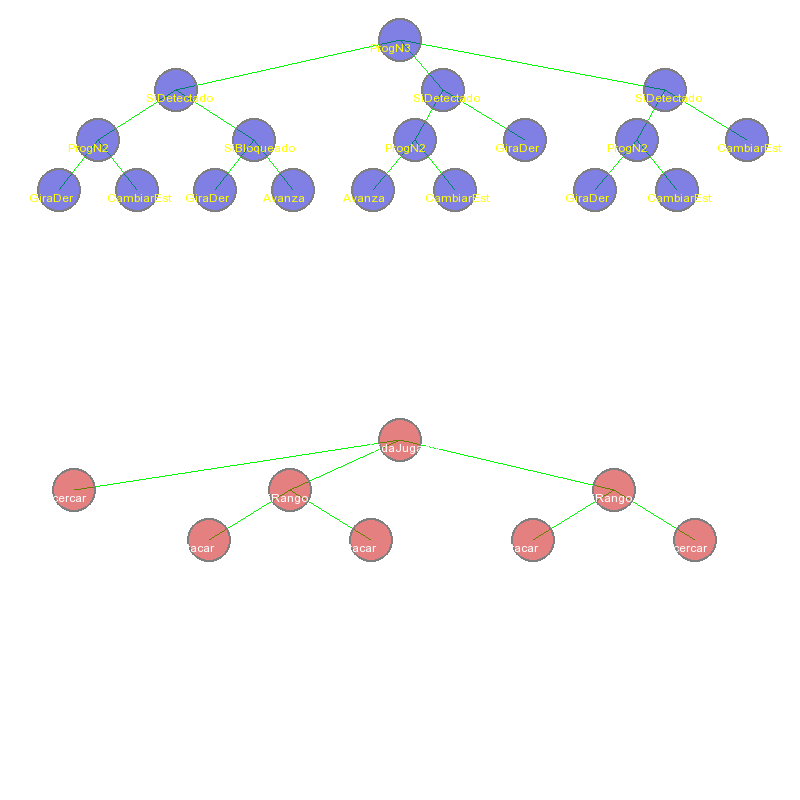 ProgN3
SiDetectado SiDetectado SiDetectado
ProgN2 SiBloqueado ProgN2 GiraDer ProgN2 CambiarEst
GiraDer CambiarEst GiraDer Avanza Avanza CambiarEst GiraDer CambiarEst
daJuga
cercar Rango Rango
acar acar acar cercar